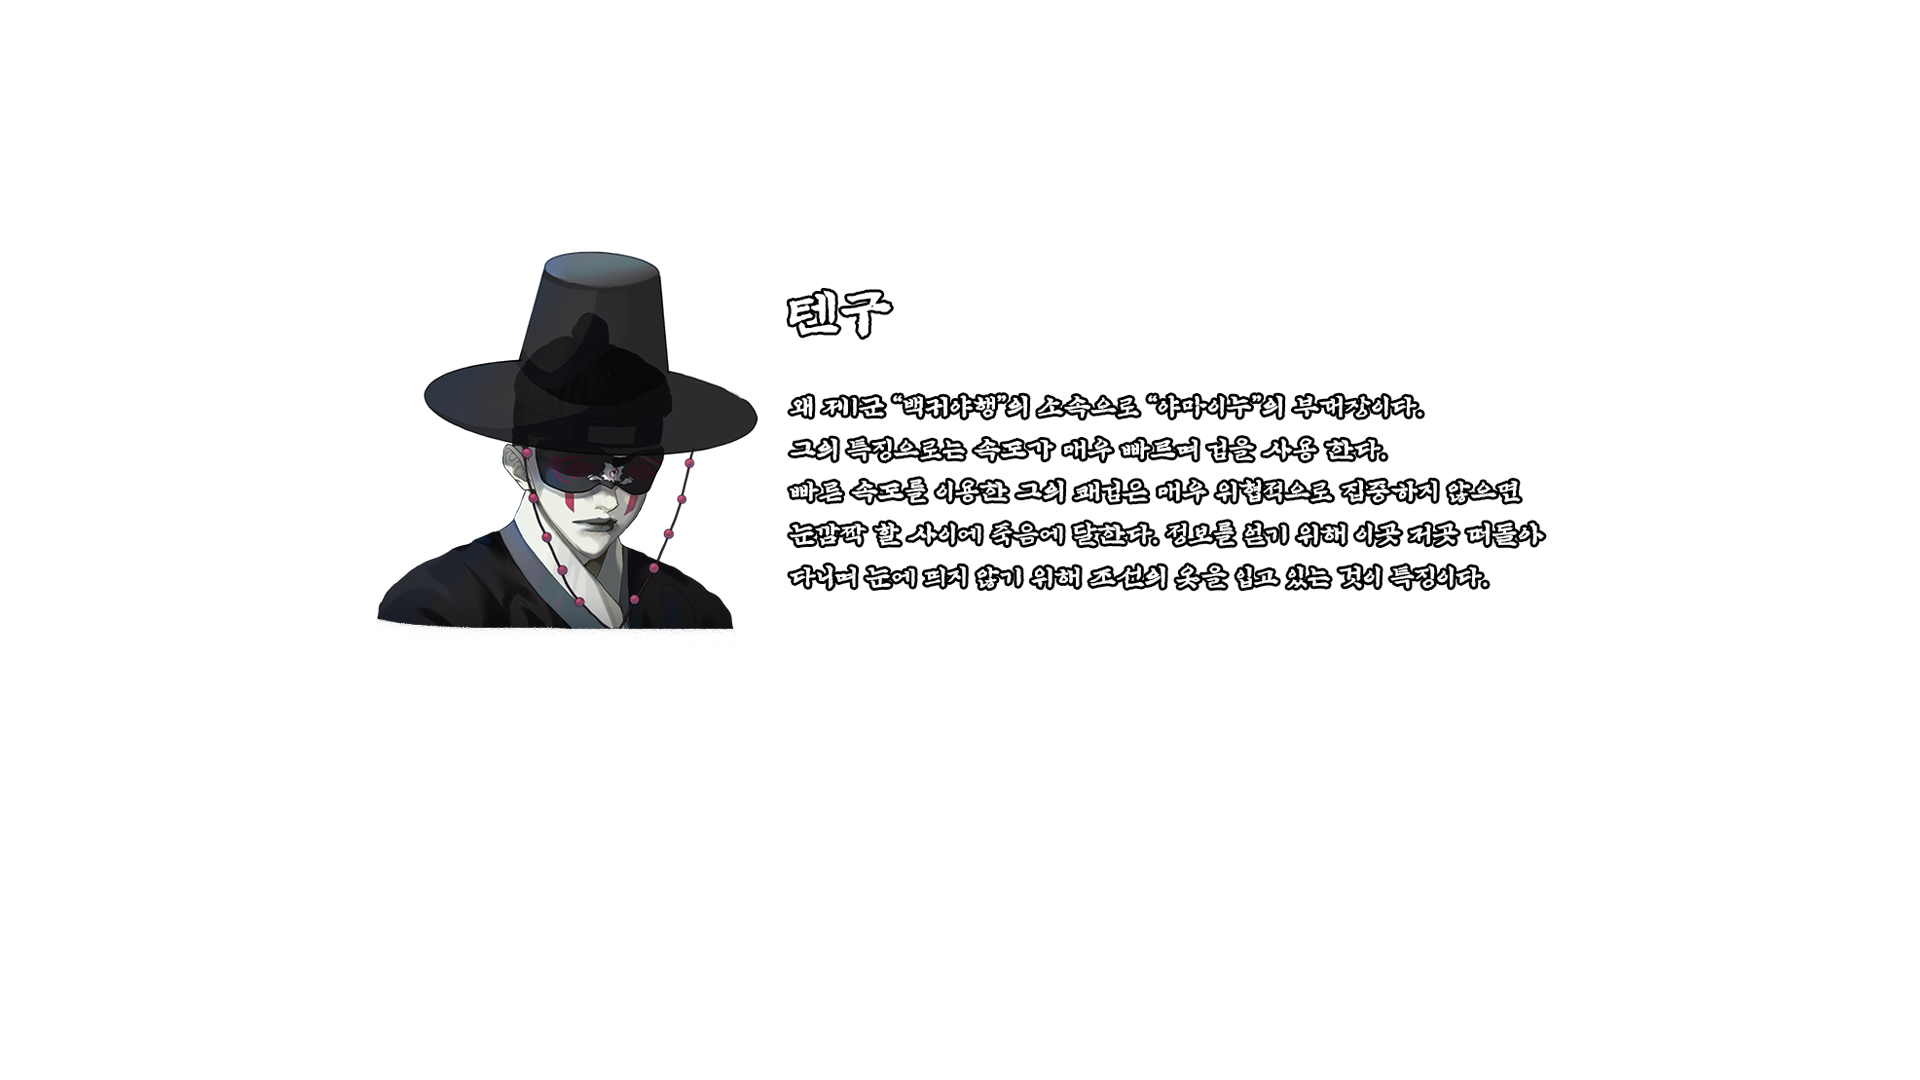 텐구
왜 제1군 “백귀야행”의 소속으로 “야마이누”의 부대장이다.
그의 특징으로는 속도가 매우 빠르며 검을 사용 한다.
빠른 속도를 이용한 그의 쾌검은 매우 위협적으로 집중하지 않으면
눈깜짝 할 사이에 죽음에 달한다. 정보를 얻기 위해 이곳 저곳 떠돌아
다니며 눈에 띄지 않기 위해 조선의 옷을 입고 있는 것이 특징이다.